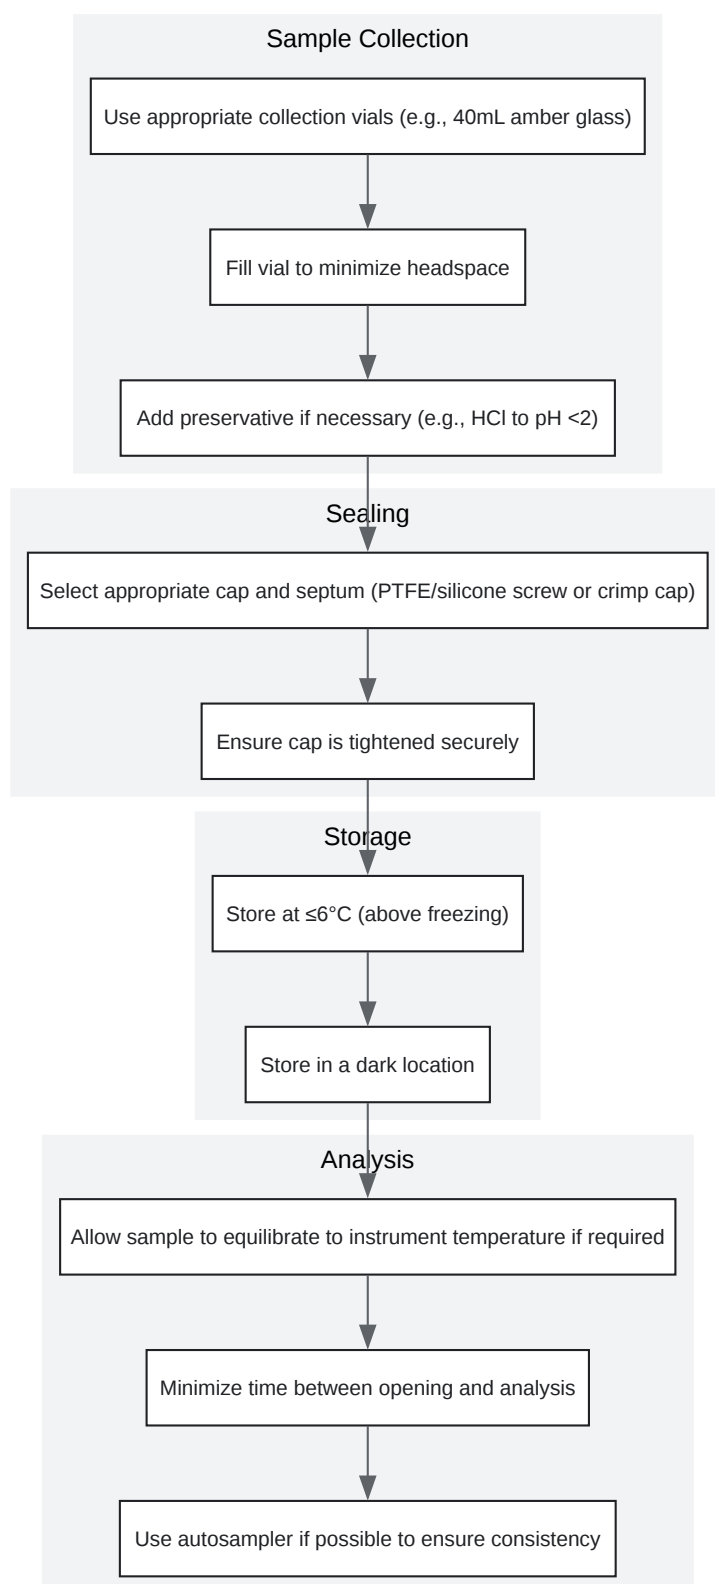 Sample Collection
Use appropriate collection vials (e.g., 40mL amber glass)
Fill vial to minimize headspace
Add preservative if necessary (e.g., HCl to pH <2)
Sealing
Select appropriate cap and septum (PTFE/silicone screw or crimp cap)
Ensure cap is tightened securely
Storage
Store at ≤6°C (above freezing)
Store in a dark location
Analysis
Allow sample to equilibrate to instrument temperature if required
Minimize time between opening and analysis
Use autosampler if possible to ensure consistency